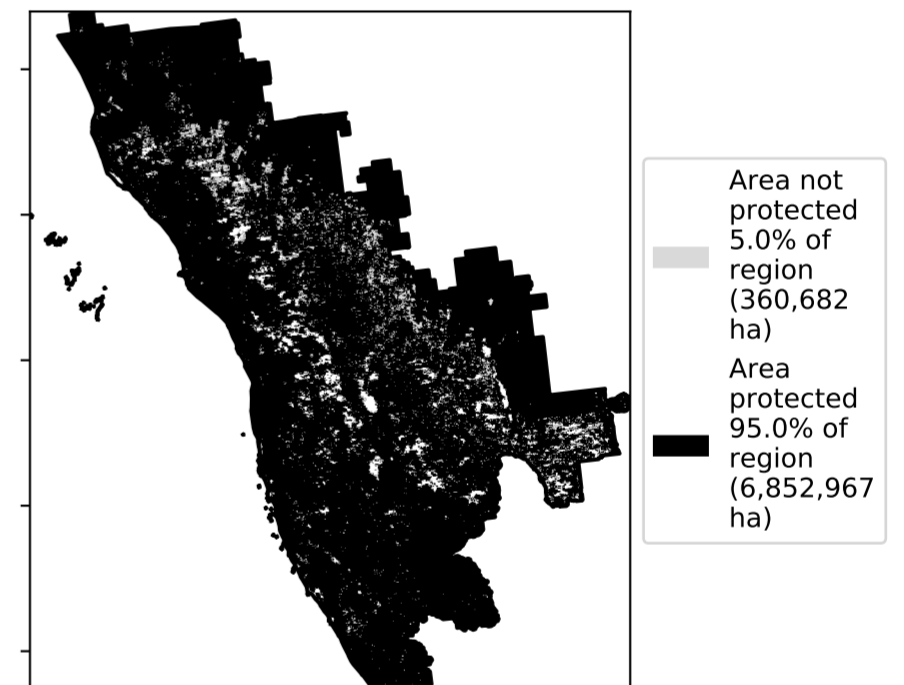 Area not
protected
5.0% of
region
(360,682
ha)
Area
protected
95.0% of
region
(6,852,967
ha)